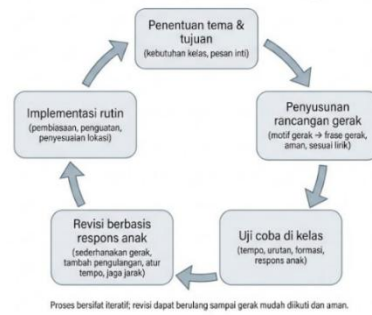 Penentuan tema &
tujuan
(kebutuhan kelas, pesan inti)
Penyusunan
rancangan gerak
(motif gerak → frase gerak,
aman, sesuai lirik)
Uji coba di kelas
(tempo, urutan, formasi,
respons anak)
Revisi berbasis
respons anak
(sederhanakan gerak,
tambah pengulangan, atur
tempo, jaga jarak)
Implementasi rutin
(pembiasaan, penguatan,
penyesuaian lokasi)
Proses bersifat iteratif; revisi dapat berulang sampai gerak mudah diikuti dan aman.